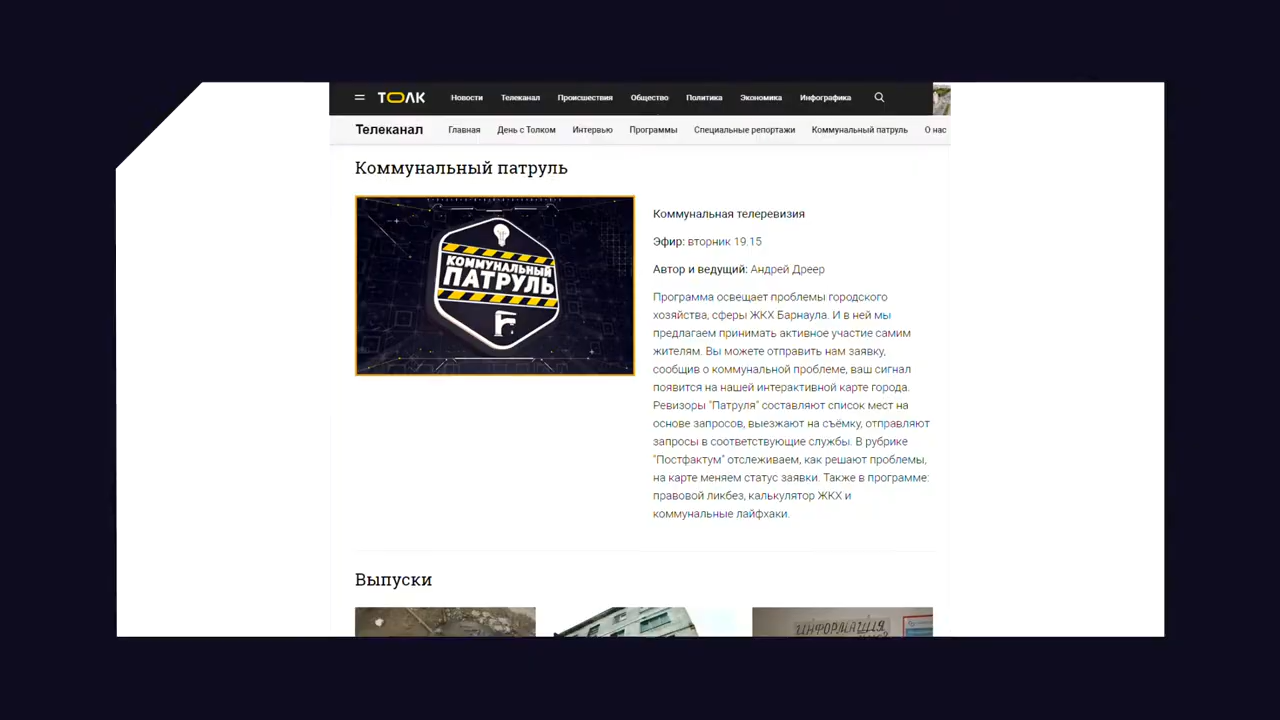 ТОЛК Новости Телеканал Происшествия Общество Политика Экономика Инфографика
Телеканал Главная День с Толком Интервью Программы Специальные репортажи Коммунальный патруль О нас
Коммунальный патруль
КОММУНАЛЬНЫЙ
ПАТРУЛЬ
Коммунальная телеревизия
Эфир: вторник 19.15
Автор и ведущий: Андрей Дреер
Программа освещает проблемы городского
хозяйства, сферы ЖКХ Барнаула. И в ней мы
предлагаем принимать активное участие самим
жителям. Вы можете отправить нам заявку,
сообщив о коммунальной проблеме, ваш сигнал
появится на нашей интерактивной карте города.
Ревизоры "Патруля" составляют список мест на
основе запросов, выезжают на съёмку, отправляют
запросы в соответствующие службы. В рубрике
"Постфактум" отслеживаем, как решают проблемы,
на карте меняем статус заявки. Также в программе:
правовой ликбез, калькулятор ЖКХ и
коммунальные лайфхаки.
Выпуски
ИНФОРМАЦИЯ